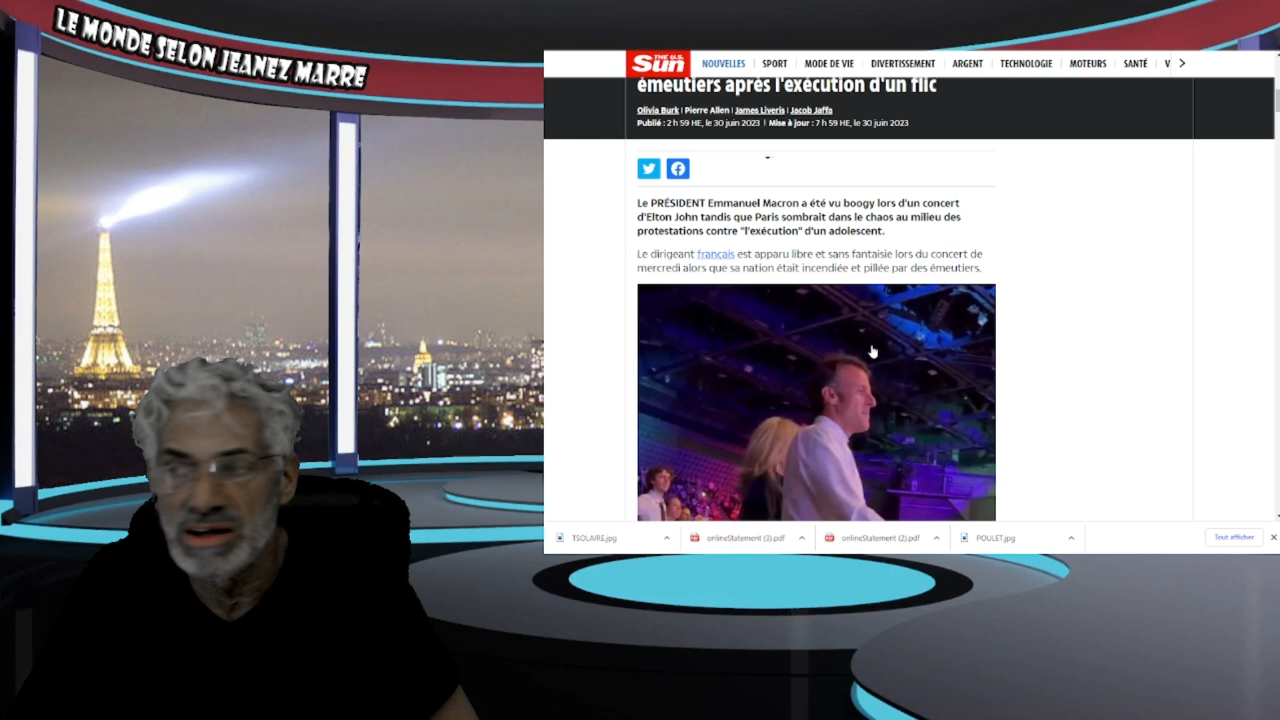 LE MONDE SELON JEANEZ MARRE
THE U.S. Sun
NOUVELLES SPORT MODE DE VIE DIVERTISSEMENT ARGENT TECHNOLOGIE MOTEURS SANTÉ V
émeutiers après l'exécution d'un flic
Olivia Burk | Pierre Allen | James Liveris | Jacob Jaffa
Publié : 2 h 59 HE, le 30 juin 2023 | Mise à jour : 7 h 59 HE, le 30 juin 2023
Le PRÉSIDENT Emmanuel Macron a été vu boogy lors d'un concert
d'Elton John tandis que Paris sombrait dans le chaos au milieu des
protestations contre "l'exécution" d'un adolescent.
Le dirigeant français est apparu libre et sans fantaisie lors du concert de
mercredi alors que sa nation était incendiée et pillée par des émeutiers.
TSOLAIRE.jpg onlineStatement (3).pdf onlineStatement (2).pdf POULET.jpg Tout afficher